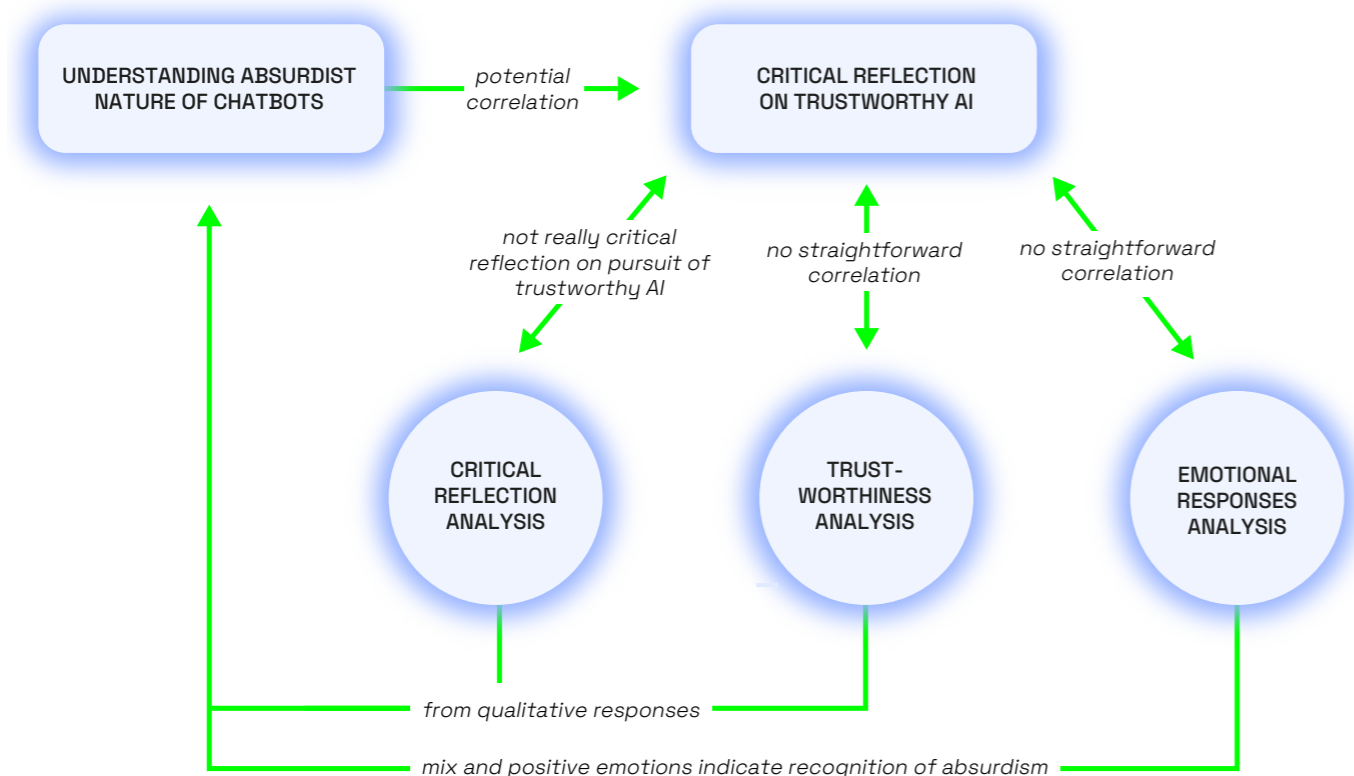 UNDERSTANDING ABSURDIST
NATURE OF CHATBOTS
potential
correlation
CRITICAL REFLECTION
ON TRUSTWORTHY AI
not really critical
reflection on pursuit of
trustworthy AI
no straightforward
correlation
no straightforward
correlation
CRITICAL
REFLECTION
ANALYSIS
TRUST-
WORTHINESS
ANALYSIS
EMOTIONAL
RESPONSES
ANALYSIS
from qualitative responses
mix and positive emotions indicate recognition of absurdism